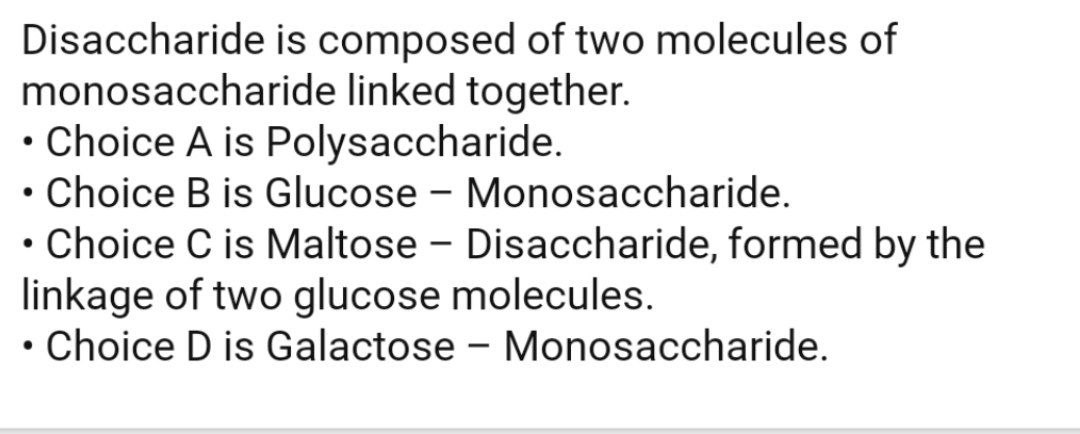 Disaccharide is composed of two molecules of
monosaccharide linked together.
• Choice A is Polysaccharide.
• Choice B is Glucose – Monosaccharide.
• Choice C is Maltose – Disaccharide, formed by the
linkage of two glucose molecules.
• Choice D is Galactose – Monosaccharide.